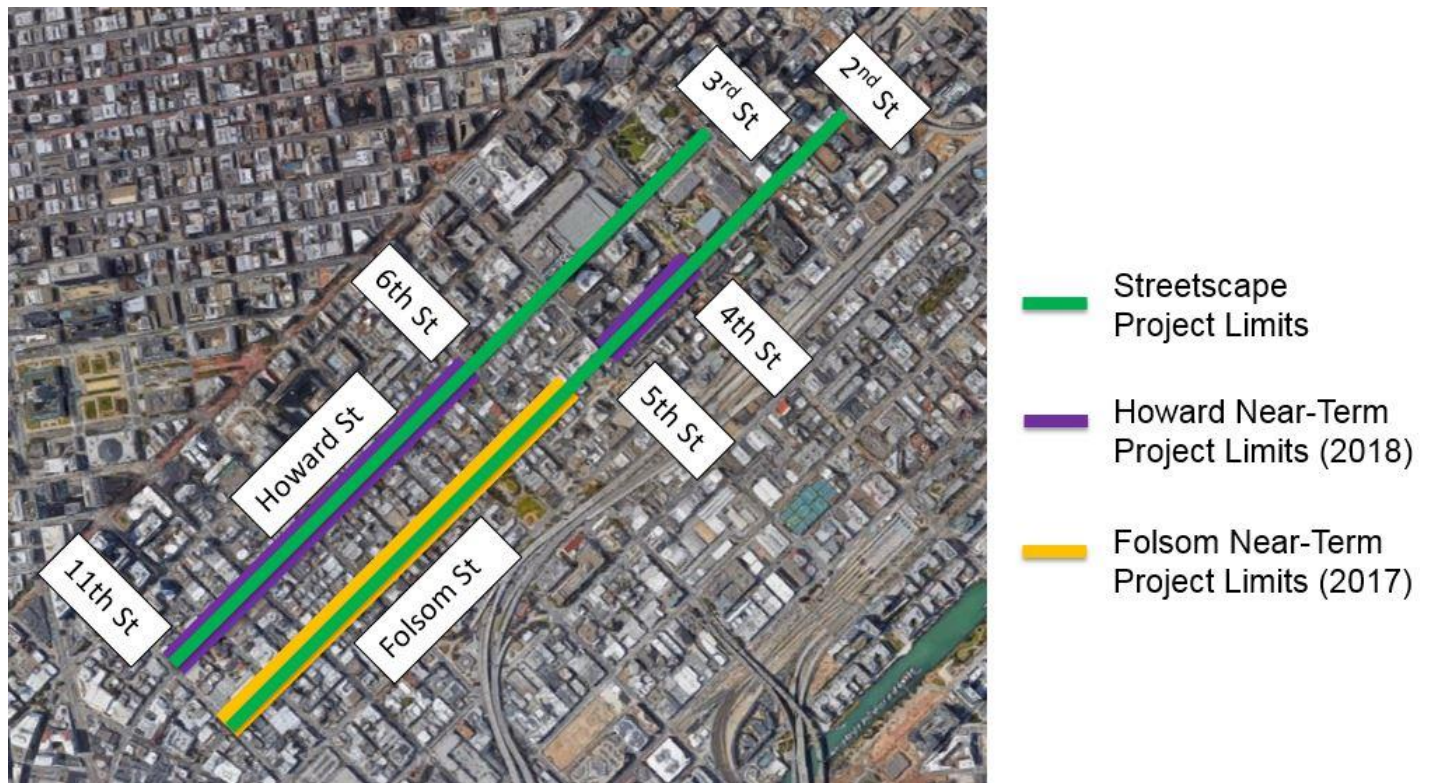 3rd St
2nd St
6th St
4th St
5th St
Howard St
Folsom St
11th St
Streetscape
Project Limits
Howard Near-Term
Project Limits (2018)
Folsom Near-Term
Project Limits (2017)